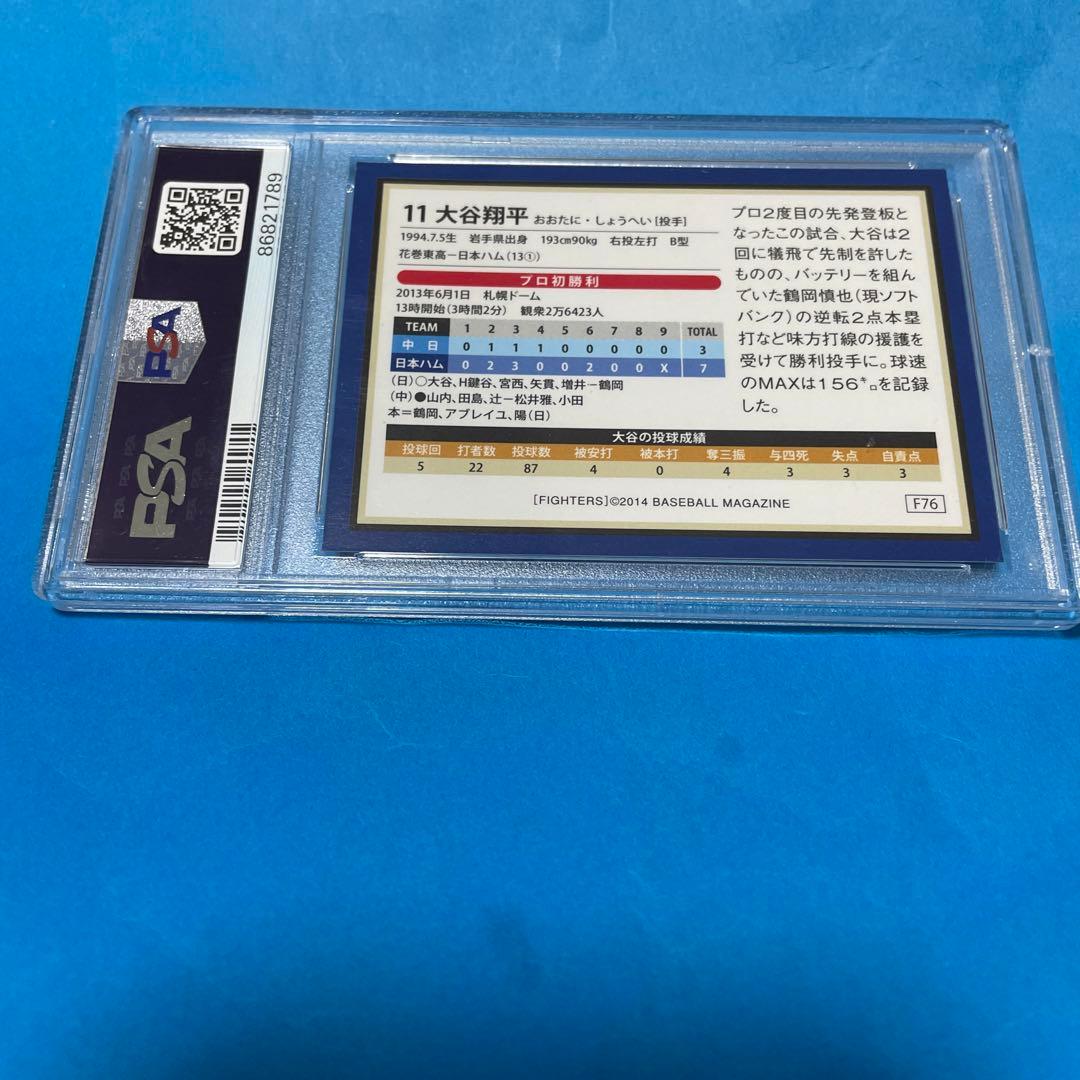 86821789
PSA
PSA
11 大谷翔平 おおたに・しょうへい [投手]
1994.7.5生 岩手県出身 193cm90kg 右投左打 B型
花巻東高－日本ハム(13①)
プロ初勝利
2013年6月1日 札幌ドーム
13時開始(3時間2分) 観衆2万6423人
TEAM 1 2 3 4 5 6 7 8 9 TOTAL
中日 0 1 1 1 0 0 0 0 0 3
日本ハム 0 2 3 0 0 2 0 0 X 7
(日)○大谷、H鍵谷、宮西、矢貫、増井－鶴岡
(中)●山内、田島、辻－松井雅、小田
本＝鶴岡、アブレイユ、陽(日)
プロ2度目の先発登板と
なったこの試合、大谷は2
回に犠飛で先制を許した
ものの、バッテリーを組ん
でいた鶴岡慎也(現ソフト
バンク)の逆転2点本塁
打など味方打線の援護を
受けて勝利投手に。球速
のMAXは156㌔を記録
した。
大谷の投球成績
投球回 打者数 投球数 被安打 被本打 奪三振 与四死 失点 自責点
5 22 87 4 0 4 3 3 3
[FIGHTERS]©2014 BASEBALL MAGAZINE
F76